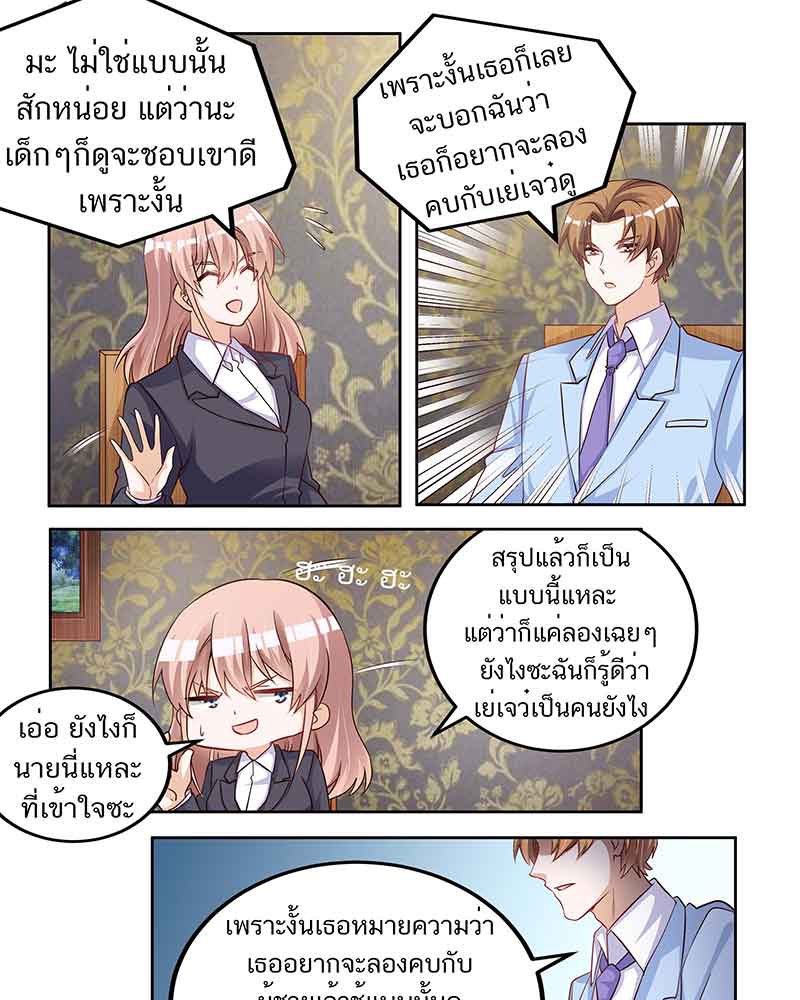 มะ ไม่ใช่แบบนั้น
สักหน่อย แต่ว่านะ
เด็กๆก็ดูจะชอบเขาดี
เพราะงั้น
เพราะงั้นเธอก็เลย
จะบอกฉันว่า
เธอก็อยากจะลอง
คบกับเย่เจว๋ดู
ฮะ ฮะ ฮะ
สรุปแล้วก็เป็น
แบบนี้แหละ
แต่ว่าก็แค่ลองเฉยๆ
ยังไงซะฉันก็รู้ดีว่า
เย่เจว๋เป็นคนยังไง
เอ่อ ยังไงก็
นายนี่แหละ
ที่เข้าใจซะ
เพราะงั้นเธอหมายความว่า
เธออยากจะลองคบกับ